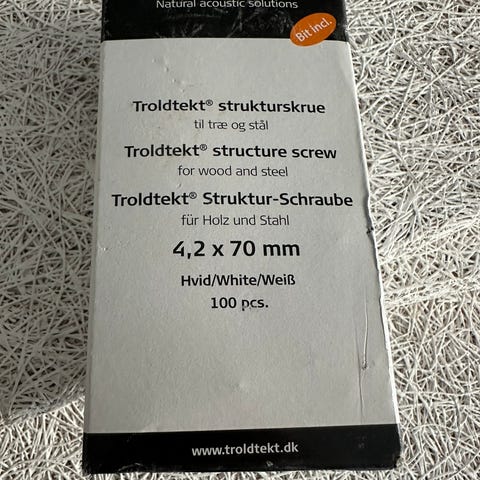 Natural acoustic solutions
Bit incl.
Troldtekt® strukturskrue
til træ og stål
Troldtekt® structure screw
for wood and steel
Troldtekt® Struktur-Schraube
für Holz und Stahl
4,2 x 70 mm
Hvid/White/Weiß
100 pcs.
www.troldtekt.dk